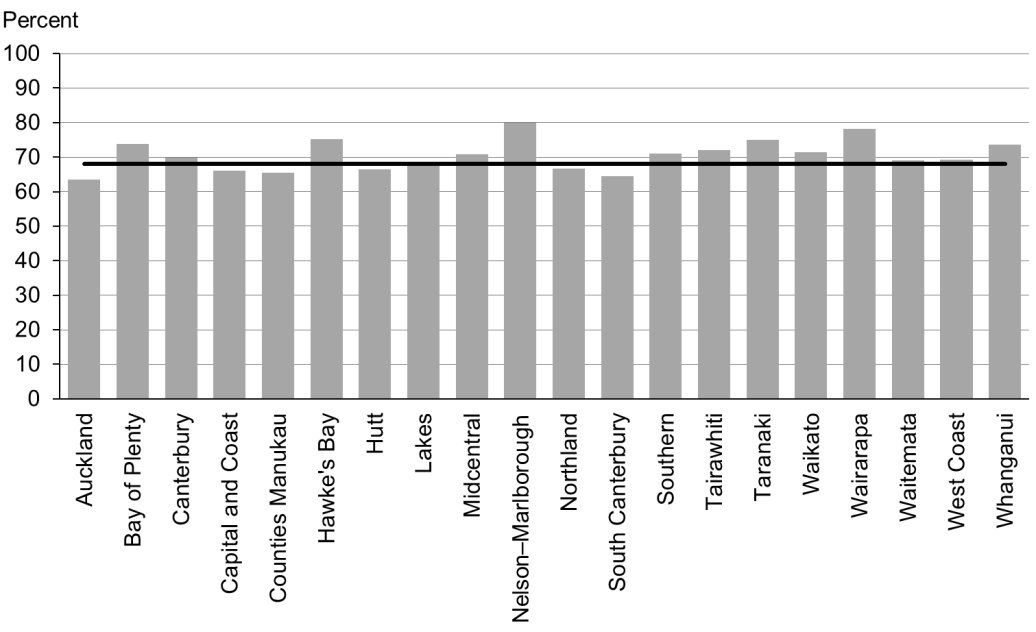 Percent
100
90
80
70
60
50
40
30
20
10
0
Auckland
Bay of Plenty
Canterbury
Capital and Coast
Counties Manukau
Hawke's Bay
Hutt
Lakes
Midcentral
Nelson–Marlborough
Northland
South Canterbury
Southern
Tairawhiti
Taranaki
Waikato
Wairarapa
Waitemata
West Coast
Whanganui